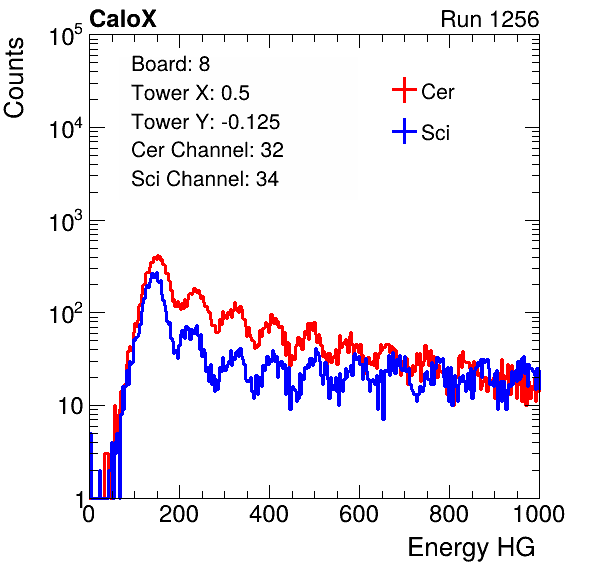 CaloX Run 1256
Counts
Board: 8
Tower X: 0.5
Tower Y: -0.125
Cer Channel: 32
Sci Channel: 34
Cer
Sci
10^5
10^4
10^3
10^2
10
1
0 200 400 600 800 1000
Energy HG